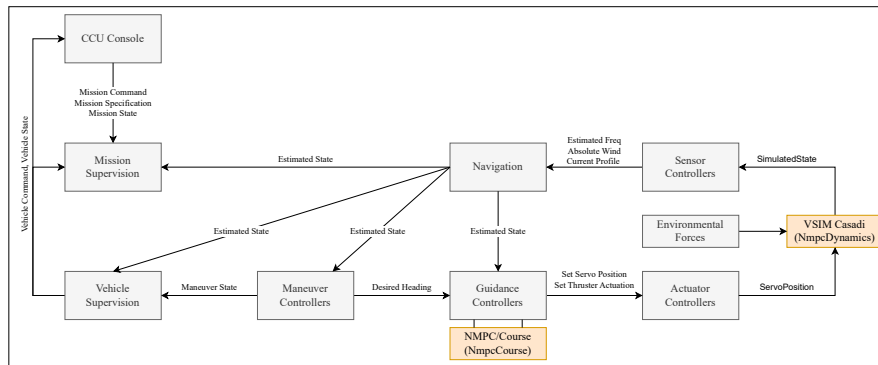 CCU Console
Mission Command
Mission Specification
Mission State
Vehicle Command, Vehicle State
Mission
Supervision
Estimated State
Navigation
Estimated Freq
Absolute Wind
Current Profile
Sensor
Controllers
SimulatedState
Environmental
Forces
VSIM Casadi
(NmpcDynamics)
Estimated State
Estimated State
Estimated State
Vehicle
Supervision
Maneuver State
Maneuver
Controllers
Desired Heading
Guidance
Controllers
Set Servo Position
Set Thruster Actuation
Actuator
Controllers
ServoPosition
NMPC/Course
(NmpcCourse)